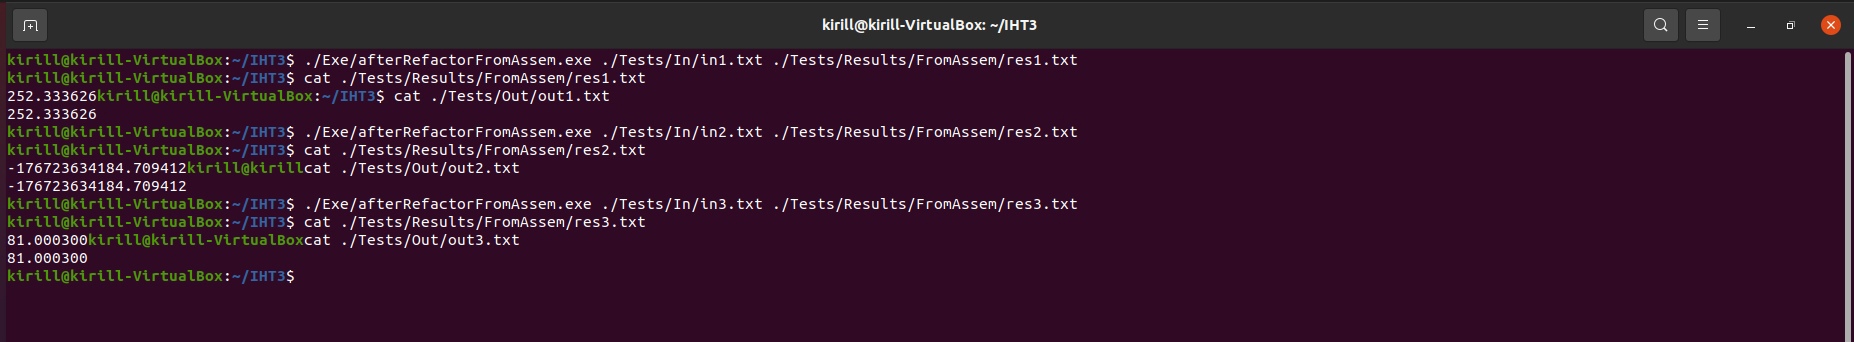 kirill@kirill-VirtualBox: ~/IHT3
kirill@kirill-VirtualBox:~/IHT3$ ./Exe/afterRefactorFromAssem.exe ./Tests/In/in1.txt ./Tests/Results/FromAssem/res1.txt
kirill@kirill-VirtualBox:~/IHT3$ cat ./Tests/Results/FromAssem/res1.txt
252.333626kirill@kirill-VirtualBox:~/IHT3$ cat ./Tests/Out/out1.txt
252.333626
kirill@kirill-VirtualBox:~/IHT3$ ./Exe/afterRefactorFromAssem.exe ./Tests/In/in2.txt ./Tests/Results/FromAssem/res2.txt
kirill@kirill-VirtualBox:~/IHT3$ cat ./Tests/Results/FromAssem/res2.txt
-176723634184.709412kirill@kirillcat ./Tests/Out/out2.txt
-176723634184.709412
kirill@kirill-VirtualBox:~/IHT3$ ./Exe/afterRefactorFromAssem.exe ./Tests/In/in3.txt ./Tests/Results/FromAssem/res3.txt
kirill@kirill-VirtualBox:~/IHT3$ cat ./Tests/Results/FromAssem/res3.txt
81.000300kirill@kirill-VirtualBoxcat ./Tests/Out/out3.txt
81.000300
kirill@kirill-VirtualBox:~/IHT3$